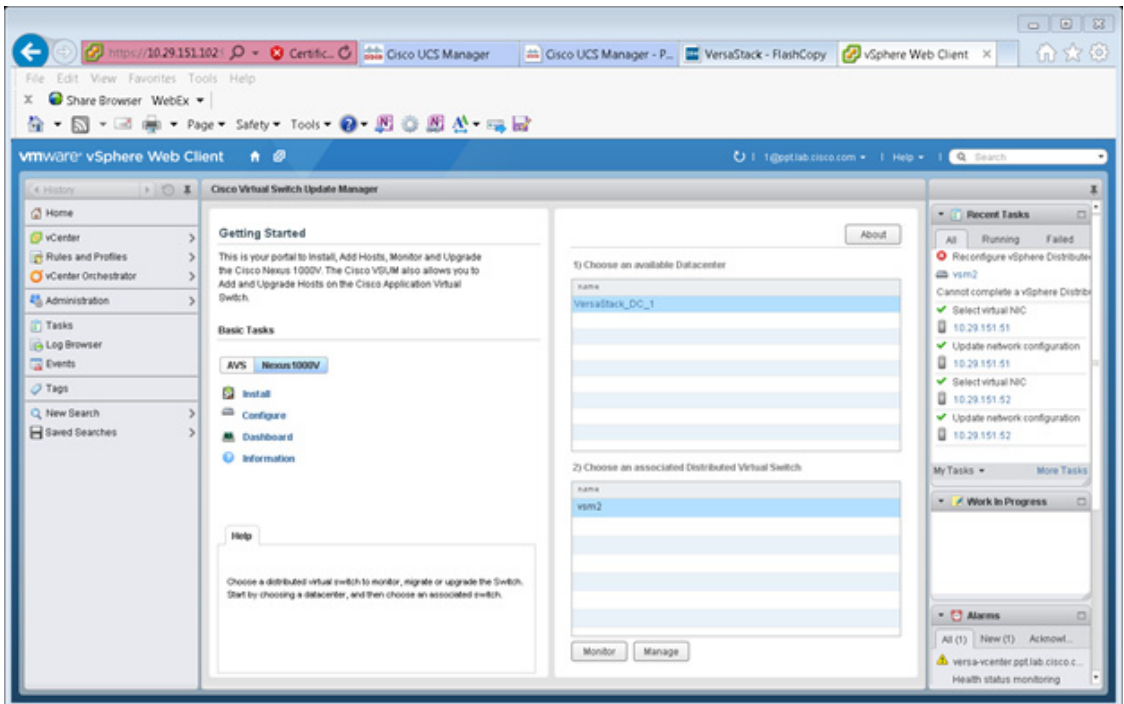 https://10.29.151.102:
Certific...
Cisco UCS Manager
Cisco UCS Manager - P...
VersaStack - FlashCopy
vSphere Web Client
File Edit View Favorites Tools Help
x Share Browser WebEx
Page Safety Tools
vmware vSphere Web Client
1@ppt.lab.cisco.com
Help
Search
History
Home
vCenter
Rules and Profiles
vCenter Orchestrator
Administration
Tasks
Log Browser
Events
Tags
New Search
Saved Searches
Cisco Virtual Switch Update Manager
Getting Started
This is your portal to Install, Add Hosts, Monitor and Upgrade
the Cisco Nexus 1000V. The Cisco VSUM also allows you to
Add and Upgrade Hosts on the Cisco Application Virtual
Switch.
Basic Tasks
AVS Nexus 1000V
Install
Configure
Dashboard
Information
Help
Choose a distributed virtual switch to monitor, migrate or upgrade the Switch.
Start by choosing a datacenter, and then choose an associated switch.
About
1) Choose an available Datacenter
name
VersaStack_DC_1
2) Choose an associated Distributed Virtual Switch
name
vsm2
Monitor Manage
Recent Tasks
All Running Failed
Reconfigure vSphere Distribute
vsm2
Cannot complete a vSphere Distrib
Select virtual NIC
10.29.151.51
Update network configuration
10.29.151.51
Select virtual NIC
10.29.151.52
Update network configuration
10.29.151.52
My Tasks More Tasks
Work In Progress
Alarms
All (1) New (1) Acknowl...
versa-vcenter.ppt.lab.cisco.c...
Health status monitoring